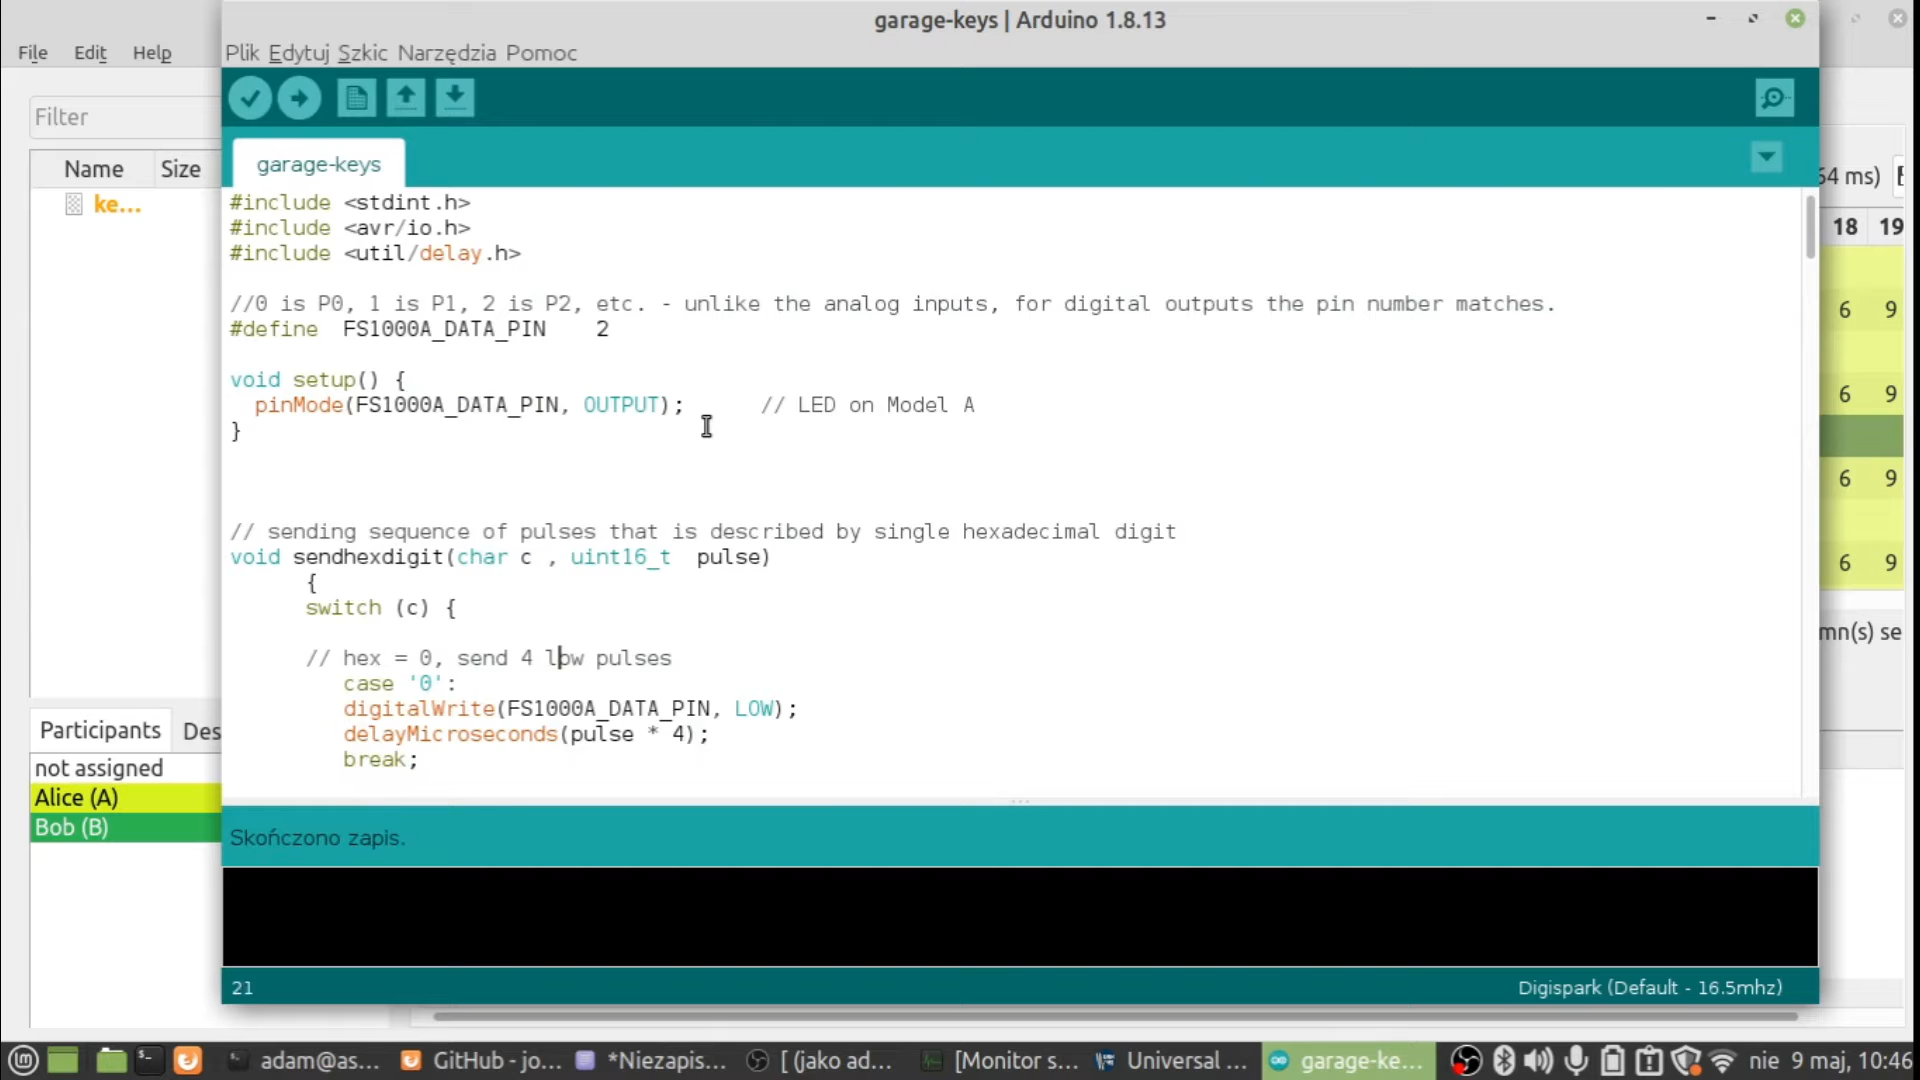 garage-keys | Arduino 1.8.13
File Edit Help
Plik Edytuj Szkic Narzędzia Pomoc
Filter
Name Size
ke...
garage-keys
#include <stdint.h>
#include <avr/io.h>
#include <util/delay.h>
//0 is P0, 1 is P1, 2 is P2, etc. - unlike the analog inputs, for digital outputs the pin number matches.
#define FS1000A_DATA_PIN 2
void setup() {
pinMode(FS1000A_DATA_PIN, OUTPUT); // LED on Model A
}
// sending sequence of pulses that is described by single hexadecimal digit
void sendhexdigit(char c , uint16_t pulse)
{
switch (c) {
// hex = 0, send 4 low pulses
case '0':
digitalWrite(FS1000A_DATA_PIN, LOW);
delayMicroseconds(pulse * 4);
break;
Skończono zapis.
21
Digispark (Default - 16.5mhz)
ms)
18 19
6 9
6 9
6 9
6 9
mn(s) se
Participants Des
not assigned
Alice (A)
Bob (B)
adam@as... GitHub - jo... *Niezapis... [ (jako ad... [Monitor s... Universal ... garage-ke... nie 9 maj, 10:46